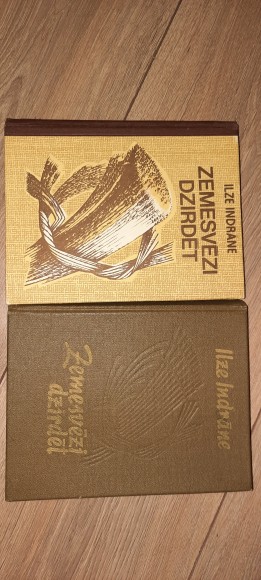 ILZE INDRĀNE
ZEMESVĒZI
DZIRDĒT
Ilze Indrāne
Zemesvēzi
dzirdēt